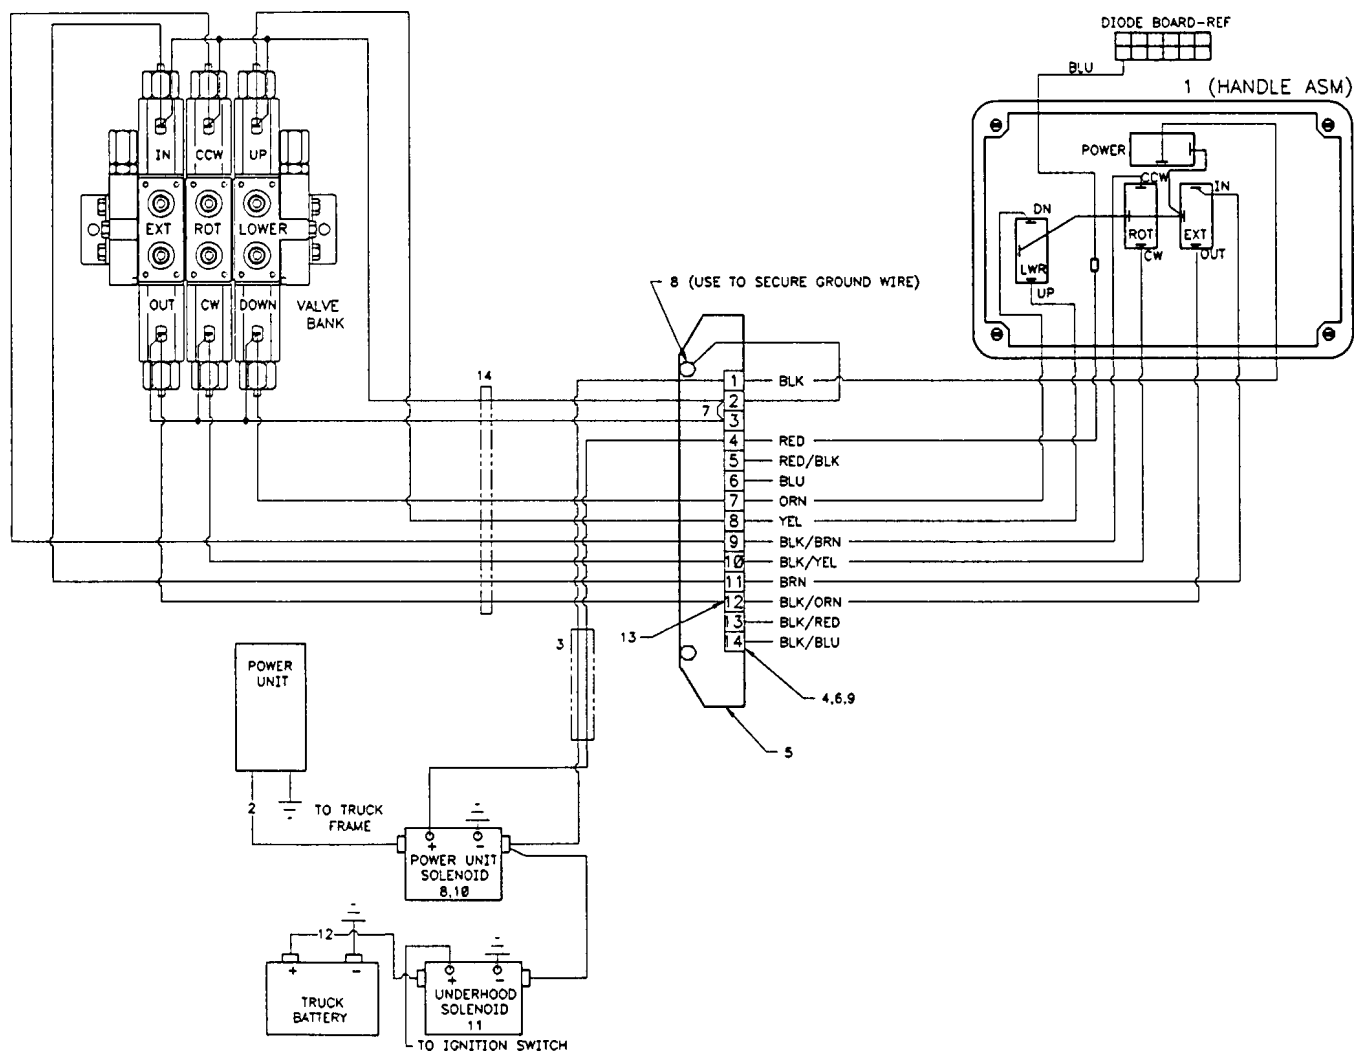 DIODE BOARD-REF
BLU
1 (HANDLE ASM)
POWER
CCW
IN
DN
ROT
EXT
CW
OUT
LWR
UP
IN
CCW
UP
EXT
ROT
LOWER
OUT
CW
DOWN
VALVE
BANK
8 (USE TO SECURE GROUND WIRE)
14
7
1
BLK
2
3
4
RED
5
RED/BLK
6
BLU
7
ORN
8
YEL
9
BLK/BRN
10
BLK/YEL
11
BRN
12
BLK/ORN
13
BLK/RED
14
BLK/BLU
13
3
4,6,9
5
POWER
UNIT
2
TO TRUCK
FRAME
+
-
POWER UNIT
SOLENOID
8,10
12
+
-
TRUCK
BATTERY
+
-
UNDERHOOD
SOLENOID
11
TO IGNITION SWITCH